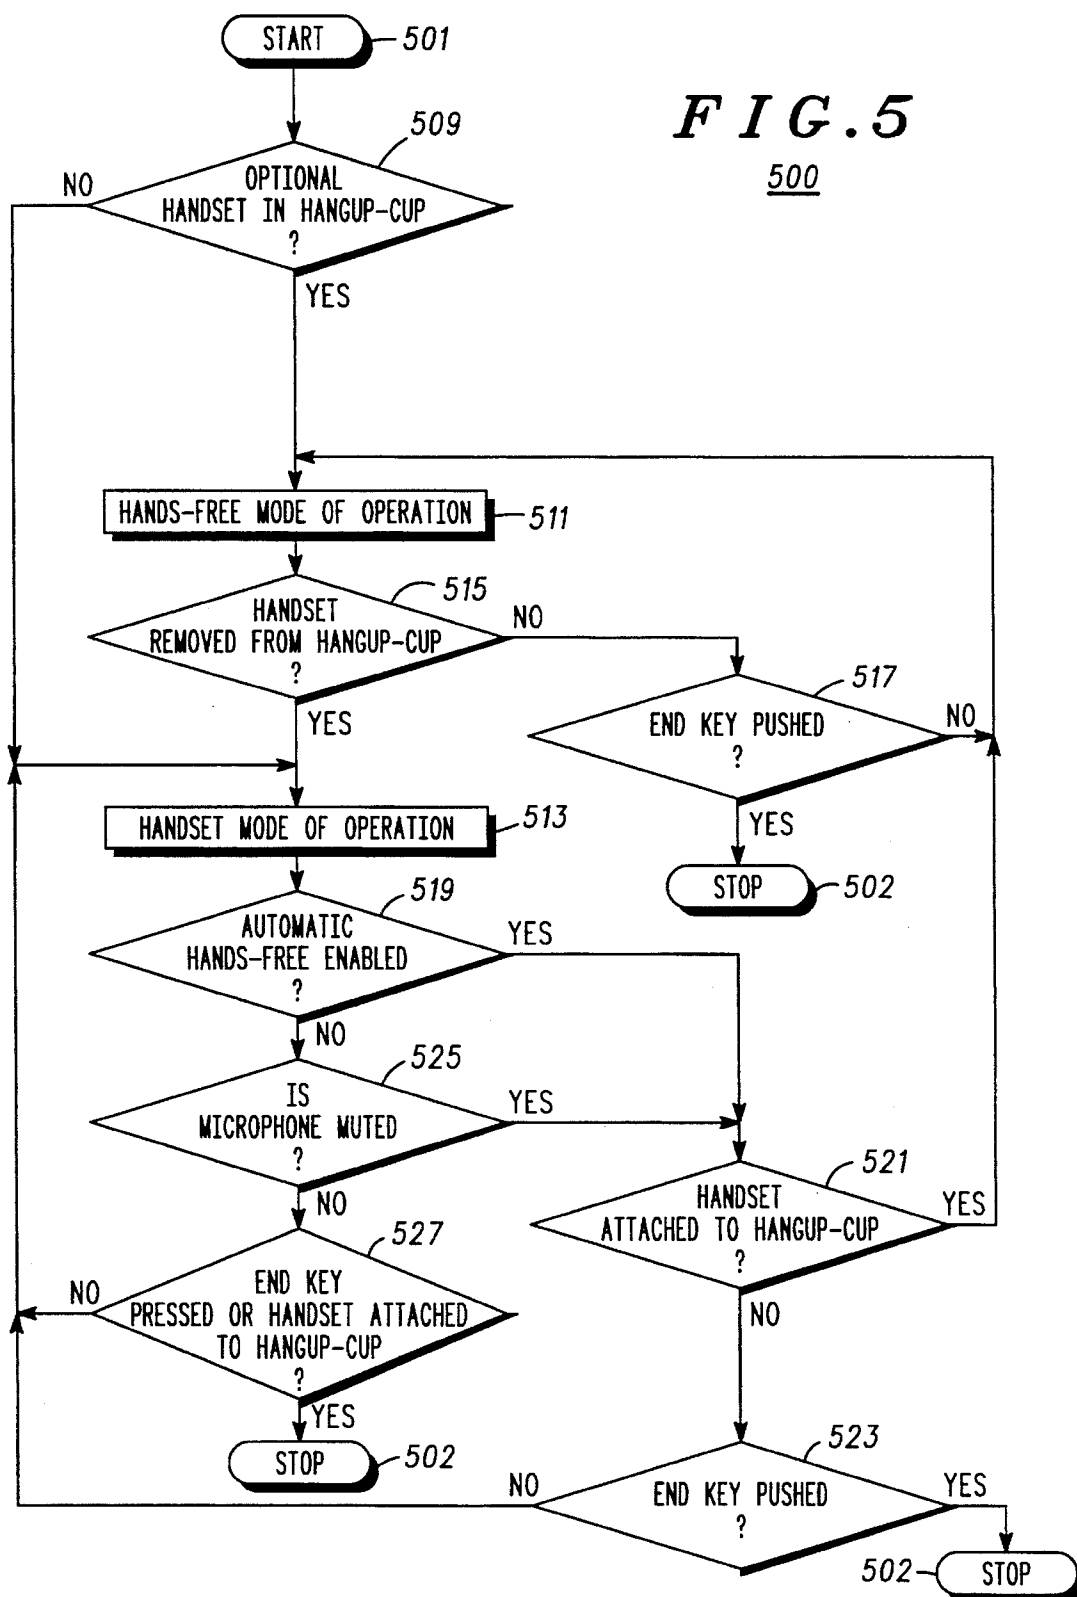 START
501
FIG.5
500
509
OPTIONAL
HANDSET IN HANGUP-CUP
?
NO
YES
HANDS-FREE MODE OF OPERATION
511
515
HANDSET
REMOVED FROM HANGUP-CUP
?
NO
YES
517
END KEY PUSHED
?
NO
YES
STOP
502
HANDSET MODE OF OPERATION
513
519
AUTOMATIC
HANDS-FREE ENABLED
?
YES
NO
525
IS
MICROPHONE MUTED
?
YES
NO
521
HANDSET
ATTACHED TO HANGUP-CUP
?
YES
NO
527
END KEY
PRESSED OR HANDSET ATTACHED
TO HANGUP-CUP
?
NO
YES
STOP
502
523
END KEY PUSHED
?
NO
YES
502
STOP